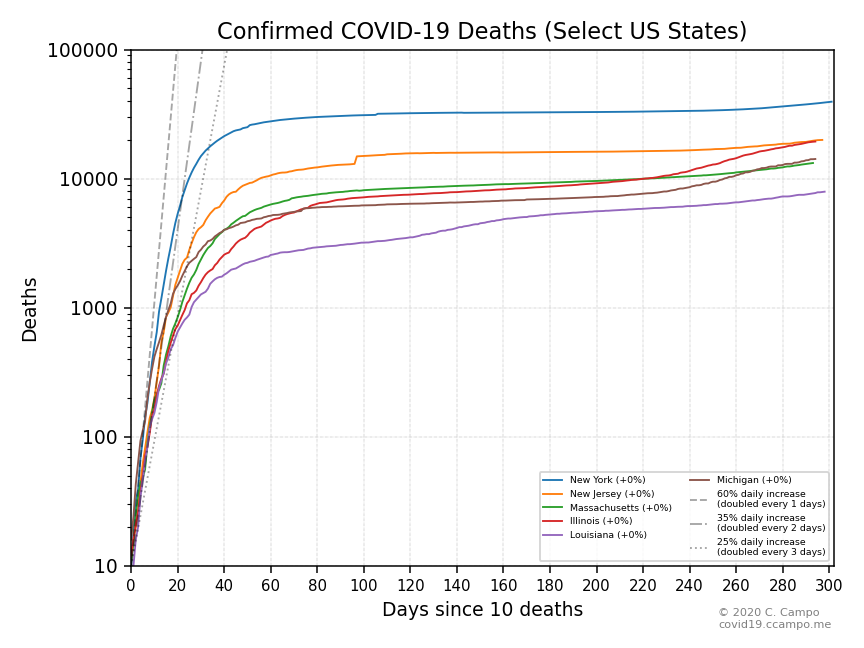 Confirmed COVID-19 Deaths (Select US States)
100000
10000
1000
100
10
Deaths
0 20 40 60 80 100 120 140 160 180 200 220 240 260 280 300
Days since 10 deaths
New York (+0%)
New Jersey (+0%)
Massachusetts (+0%)
Illinois (+0%)
Louisiana (+0%)
Michigan (+0%)
60% daily increase
(doubled every 1 days)
35% daily increase
(doubled every 2 days)
25% daily increase
(doubled every 3 days)
© 2020 C. Campo
covid19.ccampo.me